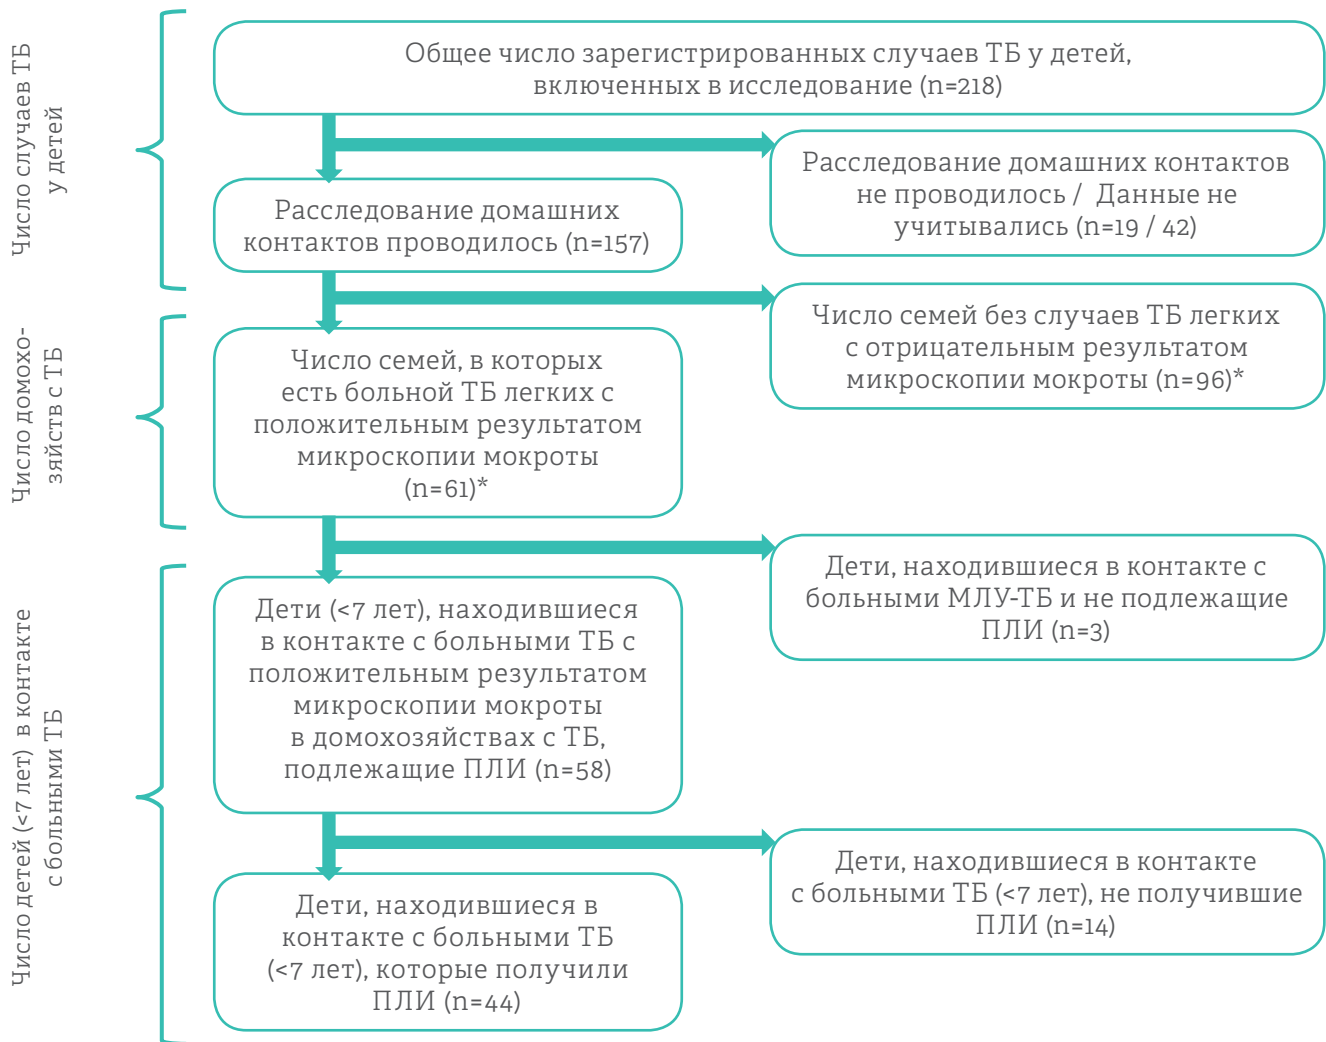 Число случаев ТБ
у детей
Общее число зарегистрированных случаев ТБ у детей,
включенных в исследование (n=218)
Расследование домашних контактов
не проводилось / Данные не
учитывались (n=19 / 42)
Расследование домашних
контактов проводилось (n=157)
Число домохо-
зяйств с ТБ
Число семей без случаев ТБ легких
с отрицательным результатом
микроскопии мокроты (n=96)*
Число семей, в которых
есть больной ТБ легких с
положительным результатом
микроскопии мокроты
(n=61)*
Число детей (<7 лет) в контакте
с больными ТБ
Дети, находившиеся в контакте с
больными МЛУ-ТБ и не подлежащие
ПЛИ (n=3)
Дети (<7 лет), находившиеся
в контакте с больными ТБ с
положительным результатом
микроскопии мокроты
в домохозяйствах с ТБ,
подлежащие ПЛИ (n=58)
Дети, находившиеся в контакте
с больными ТБ (<7 лет), не получившие
ПЛИ (n=14)
Дети, находившиеся в
контакте с больными ТБ
(<7 лет), которые получили
ПЛИ (n=44)